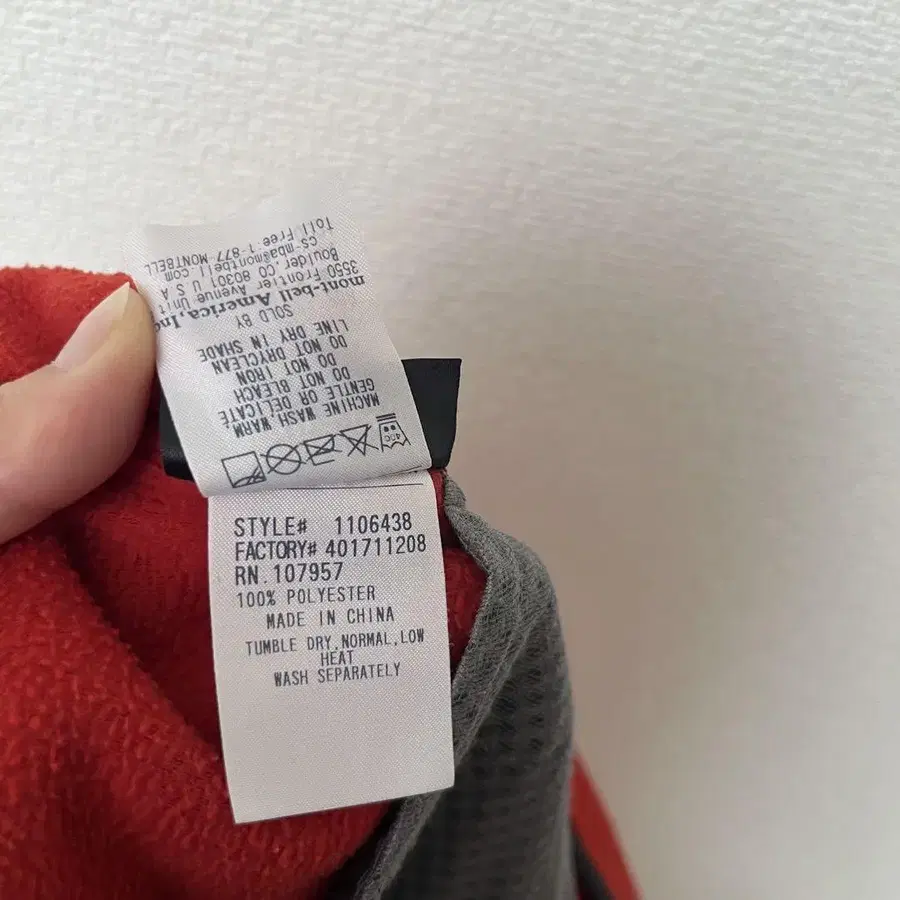 MACHINE WASH WARM
GENTLE OR DELICATE
DO NOT BLEACH
DO NOT IRON
DO NOT DRYCLEAN
LINE DRY IN SHADE
SOLD BY
mont-bell America,Inc
3550 Frontier Avenue Unit
Boulder,CO 80301 U.S.A
cs-mba@montbell.com
Toll Free 1-877 MONTBELL
STYLE# 1106438
FACTORY# 401711208
RN.107957
100% POLYESTER
MADE IN CHINA
TUMBLE DRY,NORMAL,LOW
HEAT
WASH SEPARATELY